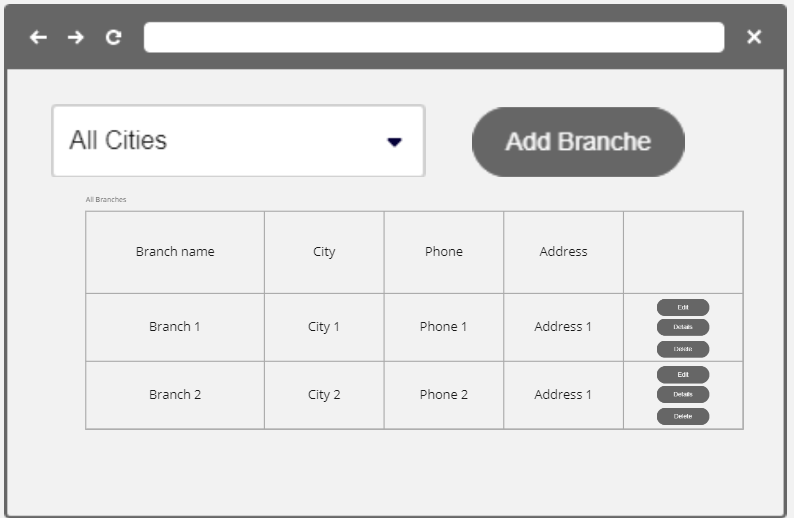 All Cities
Add Branche
All Branches
Branch name City Phone Address
Branch 1 City 1 Phone 1 Address 1
Edit
Details
Delete
Branch 2 City 2 Phone 2 Address 1
Edit
Details
Delete